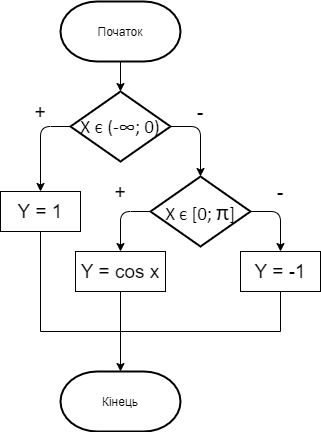 Початок
+
X ϵ (-∞; 0)
-
+
X ϵ [0; π]
-
Y = 1
Y = cos x
Y = -1
Кінець